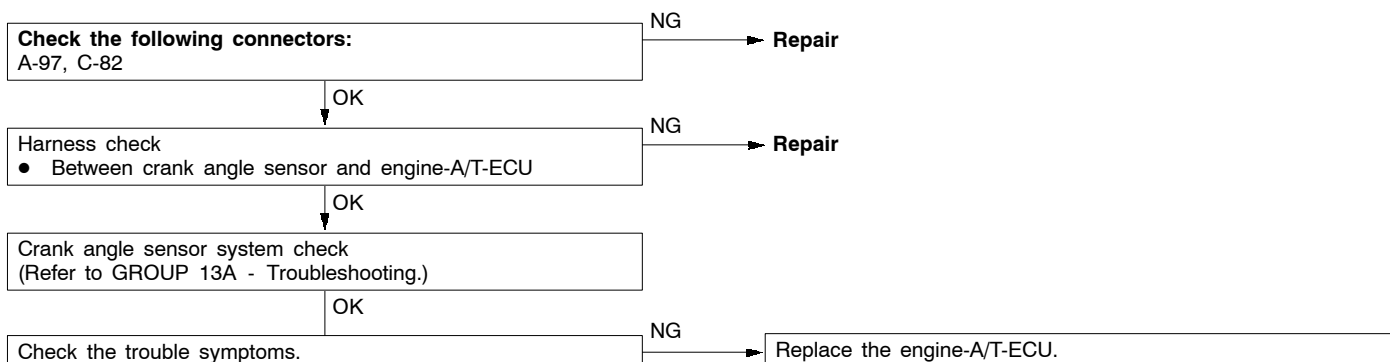 Check the following connectors:
A-97, C-82
NG
Repair
OK
Harness check
● Between crank angle sensor and engine-A/T-ECU
NG
Repair
OK
Crank angle sensor system check
(Refer to GROUP 13A - Troubleshooting.)
OK
Check the trouble symptoms.
NG
Replace the engine-A/T-ECU.